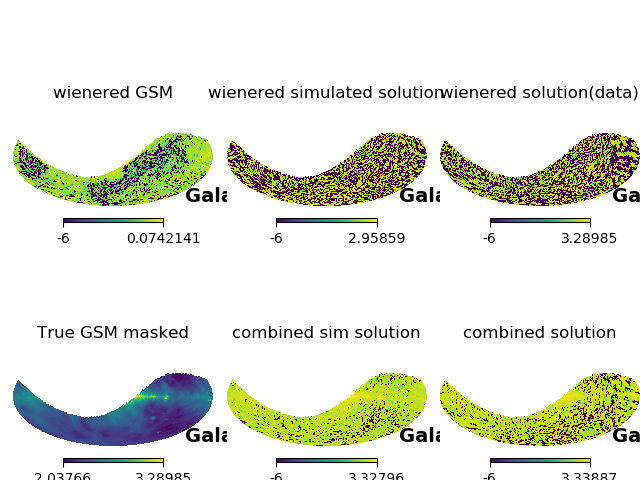 wienered GSM
wienered simulated solution
wienered solution(data)
Gala
Gala
Ga
-6 0.0742141
-6 2.95859
-6 3.28985
True GSM masked
combined sim solution
combined solution
Gala
Gala
Ga
2.03766 3.28985
-6 3.32796
-6 3.33887